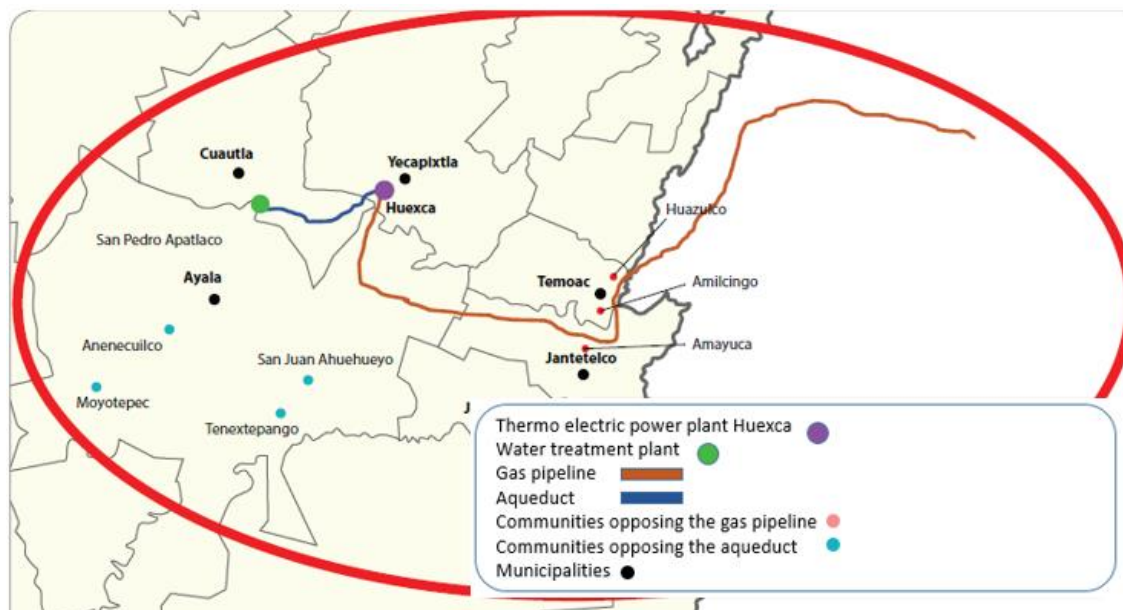 Cuautla
Yecapixtla
Huexca
San Pedro Apatlaco
Huazulco
Ayala
Temoac
Amilcingo
Anenecuilco
San Juan Ahuehueyo
Amayuca
Jantetelco
Moyotepec
Tenextepango
J
Thermo electric power plant Huexca
Water treatment plant
Gas pipeline
Aqueduct
Communities opposing the gas pipeline
Communities opposing the aqueduct
Municipalities